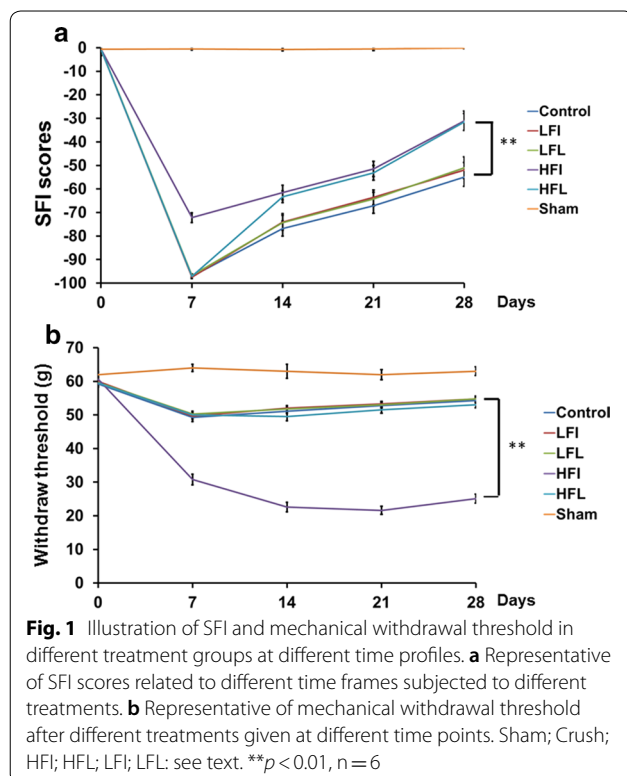 a
0
-10
-20
-30
-40
-50
-60
-70
-80
-90
-100
SFI scores
0 7 14 21 28 Days
Control
LFI
LFL
HFI
HFL
Sham
**
b
70
60
50
40
30
20
10
0
Withdraw threshold (g)
0 7 14 21 28 Days
Control
LFI
LFL
HFI
HFL
Sham
**
Fig. 1 Illustration of SFI and mechanical withdrawal threshold in
different treatment groups at different time profiles. a Representative
of SFI scores related to different time frames subjected to different
treatments. b Representative of mechanical withdrawal threshold
after different treatments given at different time points. Sham; Crush;
HFI; HFL; LFI; LFL: see text. **p < 0.01, n = 6